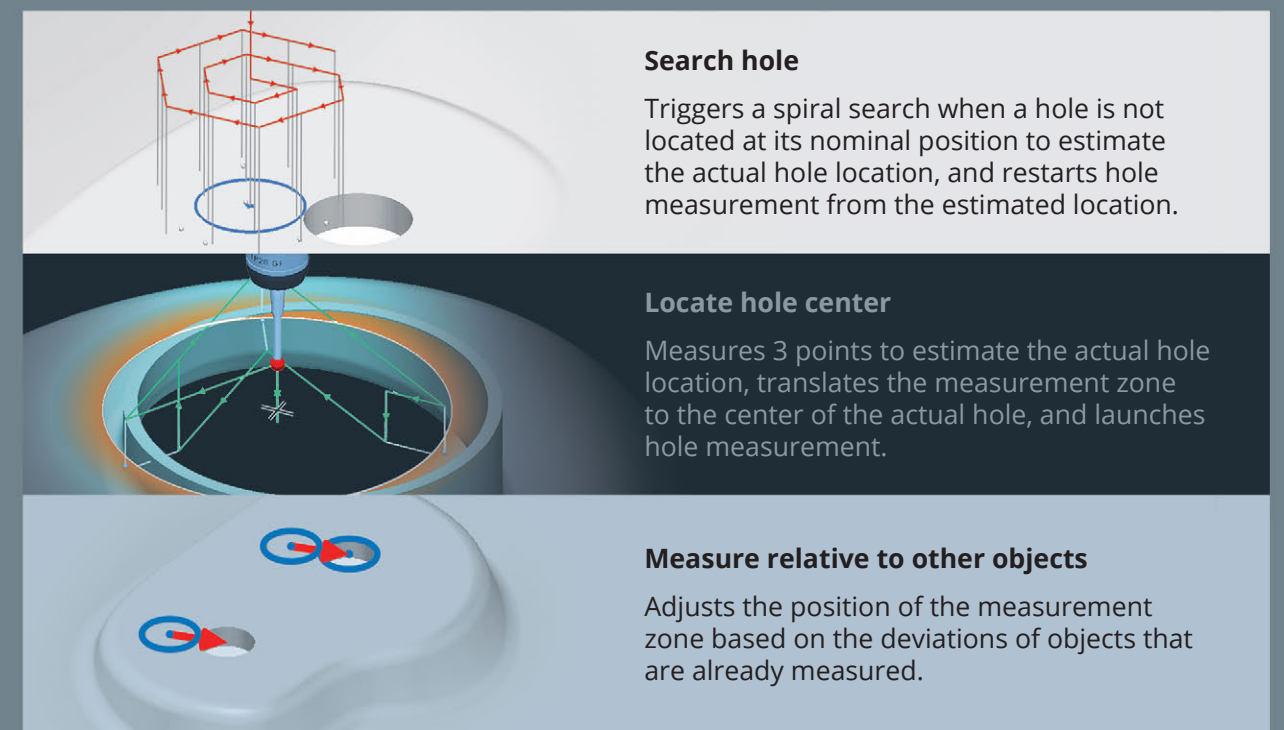 Search hole
Triggers a spiral search when a hole is not
located at its nominal position to estimate
the actual hole location, and restarts hole
measurement from the estimated location.
Locate hole center
Measures 3 points to estimate the actual hole
location, translates the measurement zone
to the center of the actual hole, and launches
hole measurement.
Measure relative to other objects
Adjusts the position of the measurement
zone based on the deviations of objects that
are already measured.